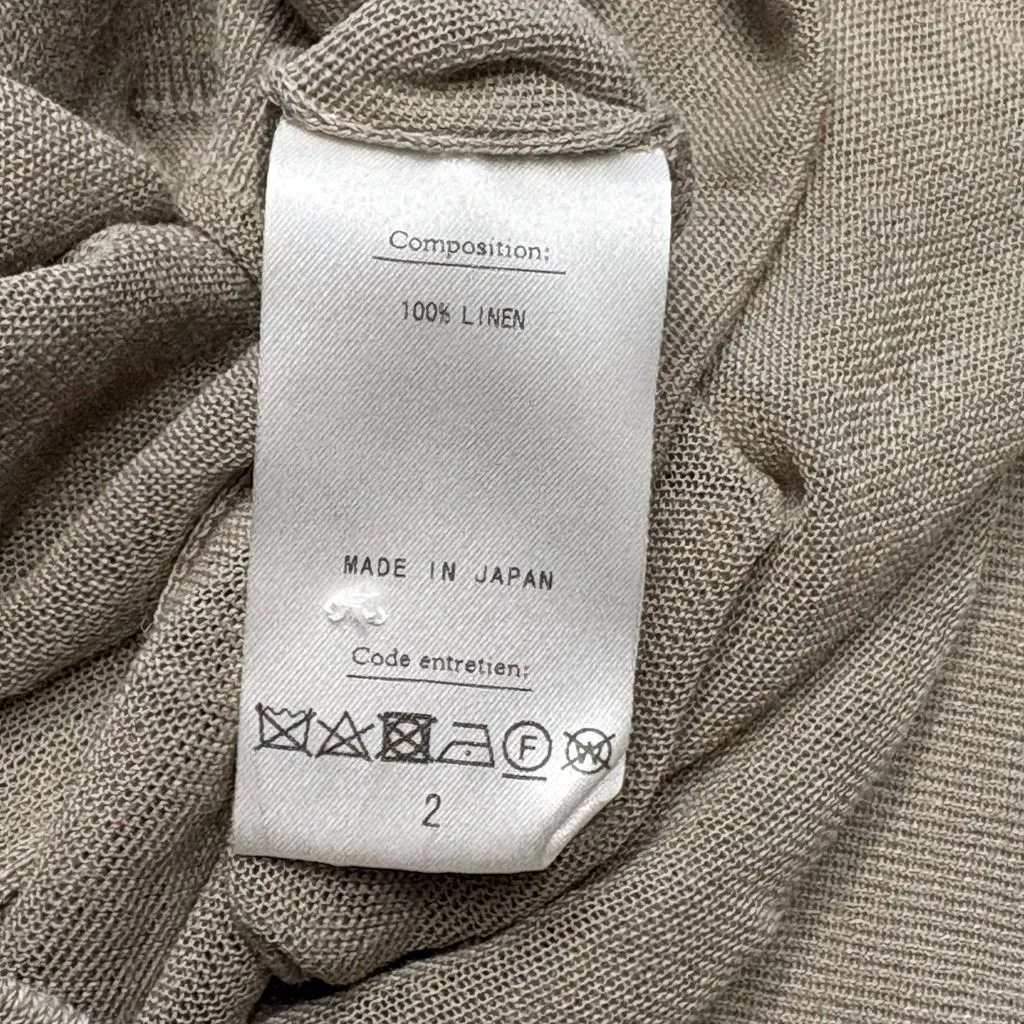 Composition:
100% LINEN
MADE IN JAPAN
Code entretien:
F W
2